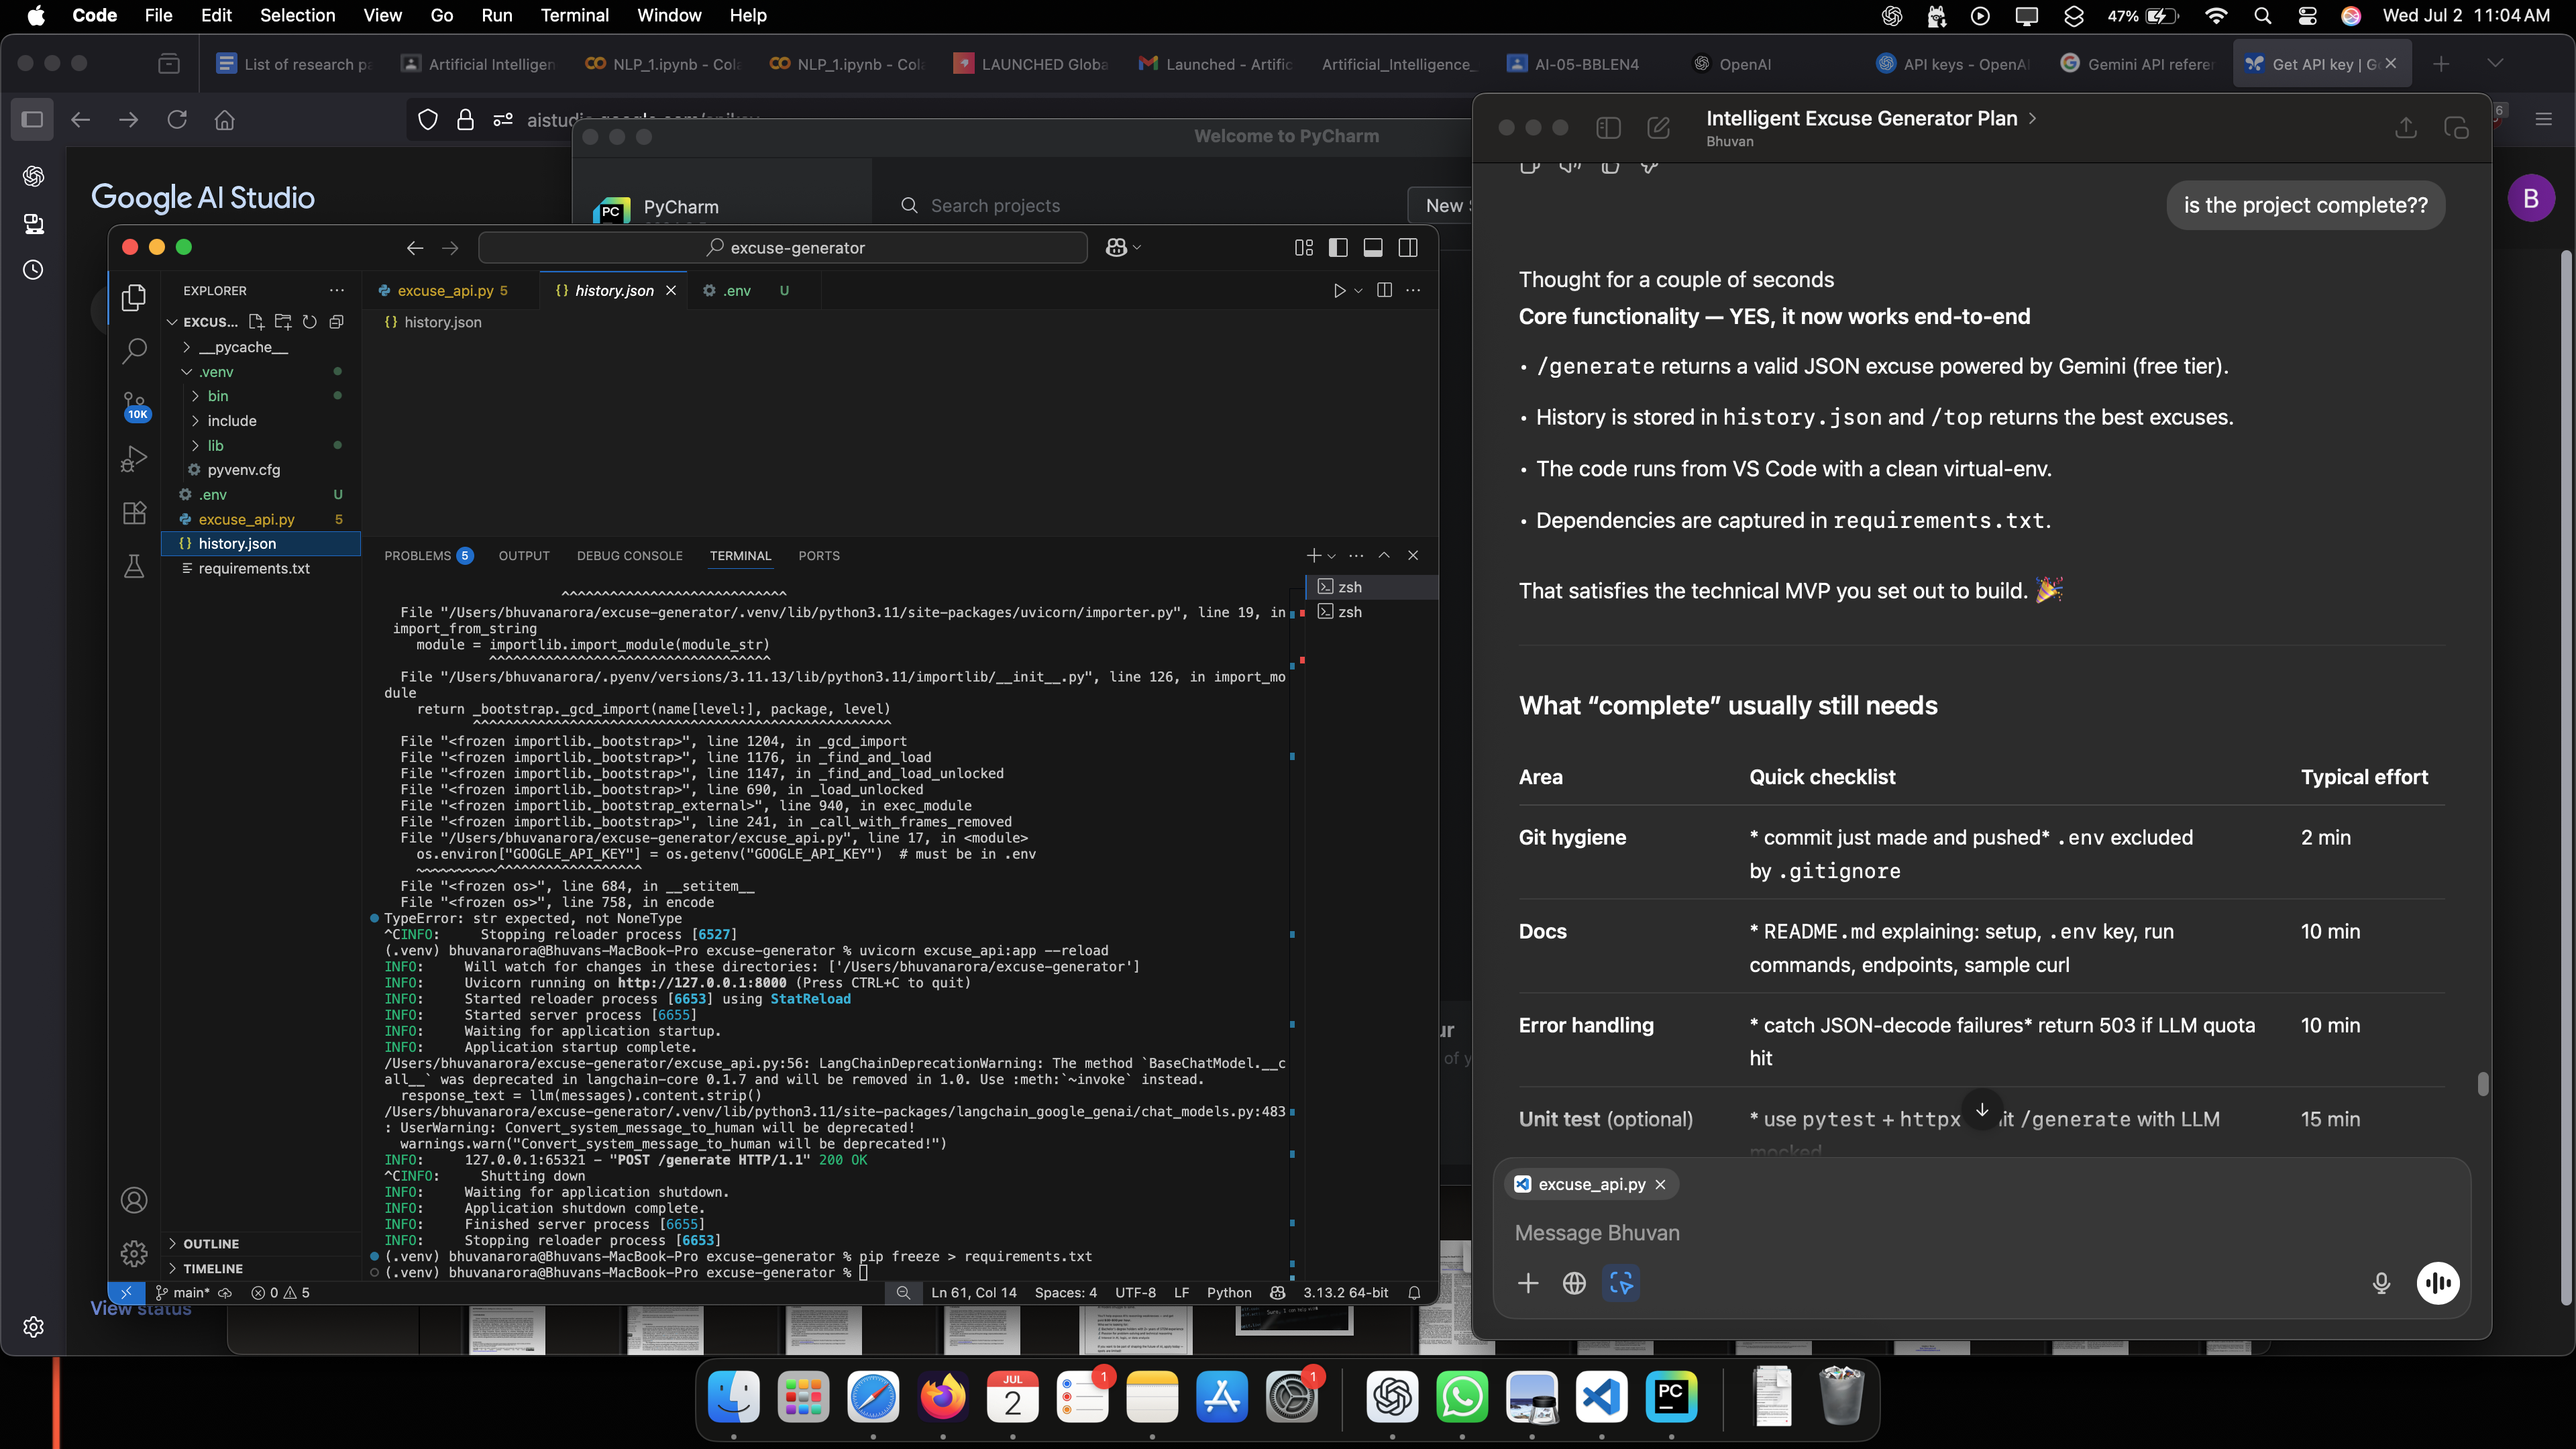 Code File Edit Selection View Go Run Terminal Window Help
47% Wed Jul 2 11:04 AM
List of research pa
Artificial Intelligen
NLP_1.ipynb - Cola
NLP_1.ipynb - Cola
LAUNCHED Globa
Launched - Artific
Artificial_Intelligence_
AI-05-BBLEN4
OpenAI
API keys - OpenAI
Gemini API referen
Get API key | G
Google AI Studio
B
6
Welcome to PyCharm
PC PyCharm
Search projects
New
excuse-generator
EXPLORER
EXCUS...
__pycache__
.venv
bin
include
lib
pyvenv.cfg
.env U
excuse_api.py 5
history.json
requirements.txt
10K
OUTLINE
TIMELINE
excuse_api.py 5
{} history.json
.env U
{} history.json
PROBLEMS 5 OUTPUT DEBUG CONSOLE TERMINAL PORTS
zsh
zsh
^^^^^^^^^^^^^^^^^^^^^^^^^^^^
File "/Users/bhuvanarora/excuse-generator/.venv/lib/python3.11/site-packages/uvicorn/importer.py", line 19, in
import_from_string
module = importlib.import_module(module_str)
^^^^^^^^^^^^^^^^^^^^^^^^^^^^^^^^^^^
File "/Users/bhuvanarora/.pyenv/versions/3.11.13/lib/python3.11/importlib/__init__.py", line 126, in import_mo
dule
return _bootstrap._gcd_import(name[level:], package, level)
^^^^^^^^^^^^^^^^^^^^^^^^^^^^^^^^^^^^^^^^^^^^^^^^^^^^
File "<frozen importlib._bootstrap>", line 1204, in _gcd_import
File "<frozen importlib._bootstrap>", line 1176, in _find_and_load
File "<frozen importlib._bootstrap>", line 1147, in _find_and_load_unlocked
File "<frozen importlib._bootstrap>", line 690, in _load_unlocked
File "<frozen importlib._bootstrap_external>", line 940, in exec_module
File "<frozen importlib._bootstrap>", line 241, in _call_with_frames_removed
File "/Users/bhuvanarora/excuse-generator/excuse_api.py", line 17, in <module>
os.environ["GOOGLE_API_KEY"] = os.getenv("GOOGLE_API_KEY")  # must be in .env
~~~~~~~~~~^^^^^^^^^^^^^^^^^^
File "<frozen os>", line 684, in __setitem__
File "<frozen os>", line 758, in encode
TypeError: str expected, not NoneType
^CINFO:     Stopping reloader process [6527]
(.venv) bhuvanarora@Bhuvans-MacBook-Pro excuse-generator % uvicorn excuse_api:app --reload
INFO:     Will watch for changes in these directories: ['/Users/bhuvanarora/excuse-generator']
INFO:     Uvicorn running on http://127.0.0.1:8000 (Press CTRL+C to quit)
INFO:     Started reloader process [6653] using StatReload
INFO:     Started server process [6655]
INFO:     Waiting for application startup.
INFO:     Application startup complete.
/Users/bhuvanarora/excuse-generator/excuse_api.py:56: LangChainDeprecationWarning: The method `BaseChatModel.__c
all__` was deprecated in langchain-core 0.1.7 and will be removed in 1.0. Use :meth:`~invoke` instead.
response_text = llm(messages).content.strip()
/Users/bhuvanarora/excuse-generator/.venv/lib/python3.11/site-packages/langchain_google_genai/chat_models.py:483
: UserWarning: Convert_system_message_to_human will be deprecated!
warnings.warn("Convert_system_message_to_human will be deprecated!")
INFO:     127.0.0.1:65321 - "POST /generate HTTP/1.1" 200 OK
^CINFO:     Shutting down
INFO:     Waiting for application shutdown.
INFO:     Application shutdown complete.
INFO:     Finished server process [6655]
INFO:     Stopping reloader process [6653]
(.venv) bhuvanarora@Bhuvans-MacBook-Pro excuse-generator % pip freeze > requirements.txt
(.venv) bhuvanarora@Bhuvans-MacBook-Pro excuse-generator %
main* 0 5
Ln 61, Col 14 Spaces: 4 UTF-8 LF Python 3.13.2 64-bit
View status
Intelligent Excuse Generator Plan
Bhuvan
is the project complete??
Thought for a couple of seconds
Core functionality — YES, it now works end-to-end
• /generate returns a valid JSON excuse powered by Gemini (free tier).
• History is stored in history.json and /top returns the best excuses.
• The code runs from VS Code with a clean virtual-env.
• Dependencies are captured in requirements.txt.
That satisfies the technical MVP you set out to build. 🎉
What “complete” usually still needs
Area Quick checklist Typical effort
Git hygiene * commit just made and pushed* .env excluded 2 min
by .gitignore
Docs * README.md explaining: setup, .env key, run 10 min
commands, endpoints, sample curl
Error handling * catch JSON-decode failures* return 503 if LLM quota 10 min
hit
Unit test (optional) * use pytest + httpx /generate with LLM 15 min
mocked
excuse_api.py
Message Bhuvan
JUL
2
1
1
PC